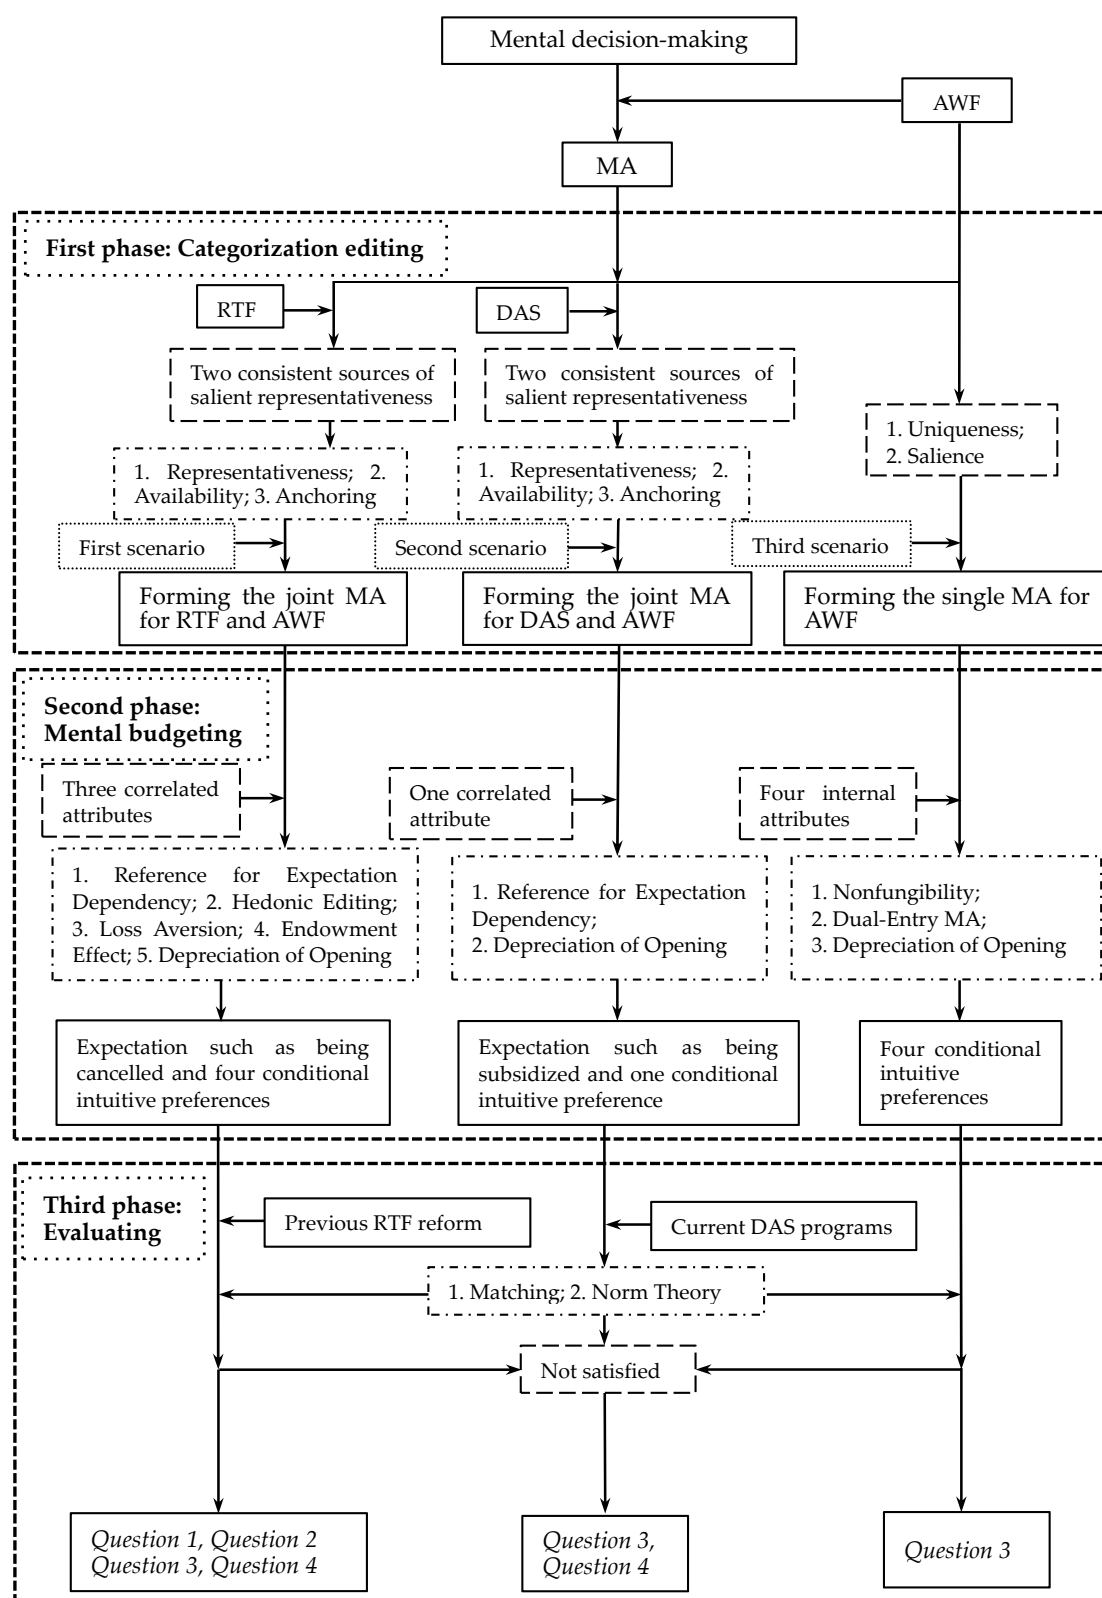 Mental decision-making
AWF
MA
First phase: Categorization editing
RTF
DAS
Two consistent sources of
salient representativeness
Two consistent sources of
salient representativeness
1. Uniqueness;
2. Salience
1. Representativeness; 2.
Availability; 3. Anchoring
1. Representativeness; 2.
Availability; 3. Anchoring
First scenario
Second scenario
Third scenario
Forming the joint MA
for RTF and AWF
Forming the joint MA
for DAS and AWF
Forming the single MA for
AWF
Second phase:
Mental budgeting
Three correlated
attributes
One correlated
attribute
Four internal
attributes
1. Reference for Expectation
Dependency; 2. Hedonic Editing;
3. Loss Aversion; 4. Endowment
Effect; 5. Depreciation of Opening
1. Reference for Expectation
Dependency;
2. Depreciation of Opening
1. Nonfungibility;
2. Dual-Entry MA;
3. Depreciation of Opening
Expectation such as being
cancelled and four conditional
intuitive preferences
Expectation such as being
subsidized and one conditional
intuitive preference
Four conditional
intuitive
preferences
Third phase:
Evaluating
Previous RTF reform
Current DAS programs
1. Matching; 2. Norm Theory
Not satisfied
Question 1, Question 2
Question 3, Question 4
Question 3,
Question 4
Question 3